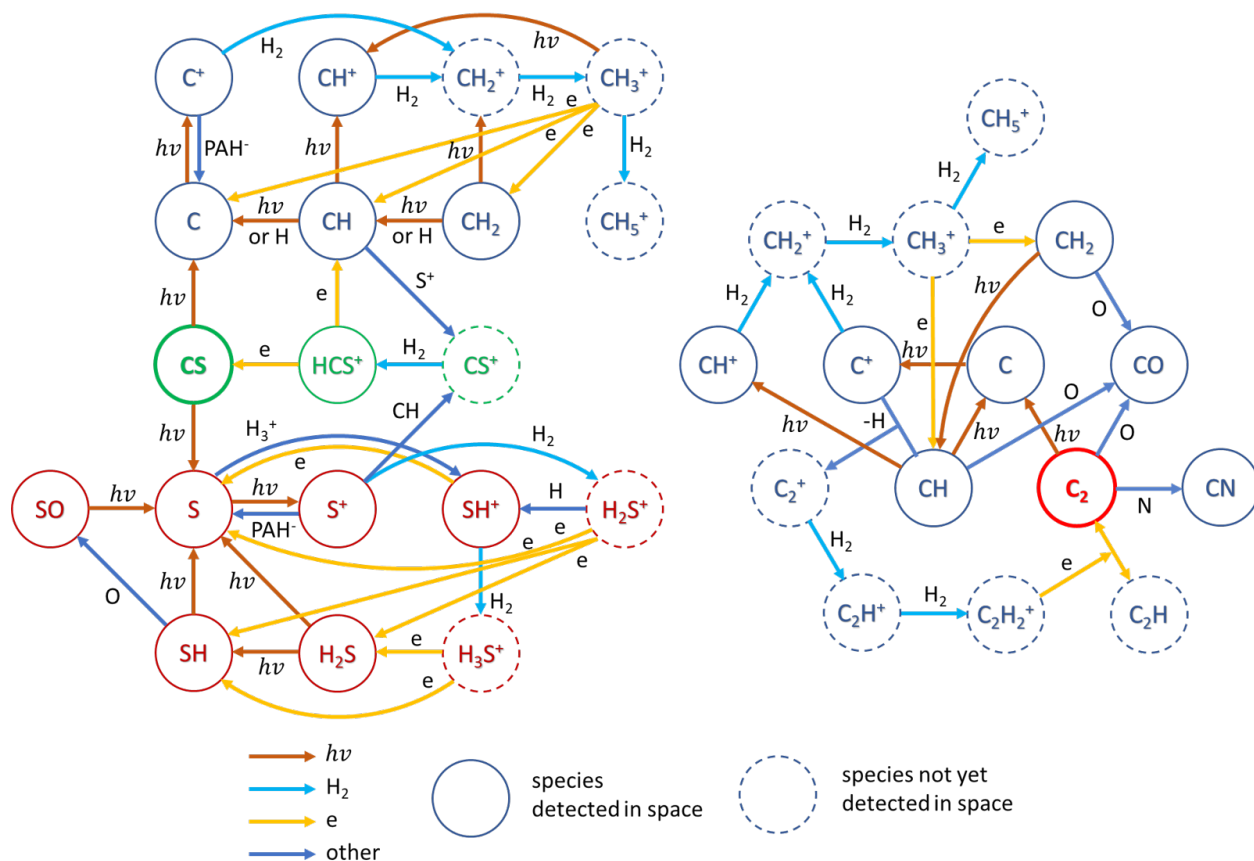 H₂
hν
C⁺
CH⁺
CH₂⁺
CH₃⁺
H₂
H₂
e
hν
PAH⁻
hν
hν
e
e
H₂
C
hν
or H
CH
hν
or H
CH₂
CH₅⁺
S⁺
hν
e
CS
e
HCS⁺
H₂
CS⁺
hν
CH
H₃⁺
H₂
e
SO
hν
S
hν
PAH⁻
S⁺
SH⁺
H
H₂S⁺
e
e
e
O
hν
hν
H₂
SH
hν
H₂S
e
H₃S⁺
e
CH₅⁺
H₂
CH₂⁺
H₂
CH₃⁺
e
CH₂
H₂
H₂
e
hν
O
CH⁺
C⁺
hν
C
CO
O
hν
-H
hν
hν
O
C₂⁺
CH
C₂
N
CN
H₂
e
C₂H⁺
H₂
C₂H₂⁺
C₂H
hν
H₂
e
other
species
detected in space
species not yet
detected in space